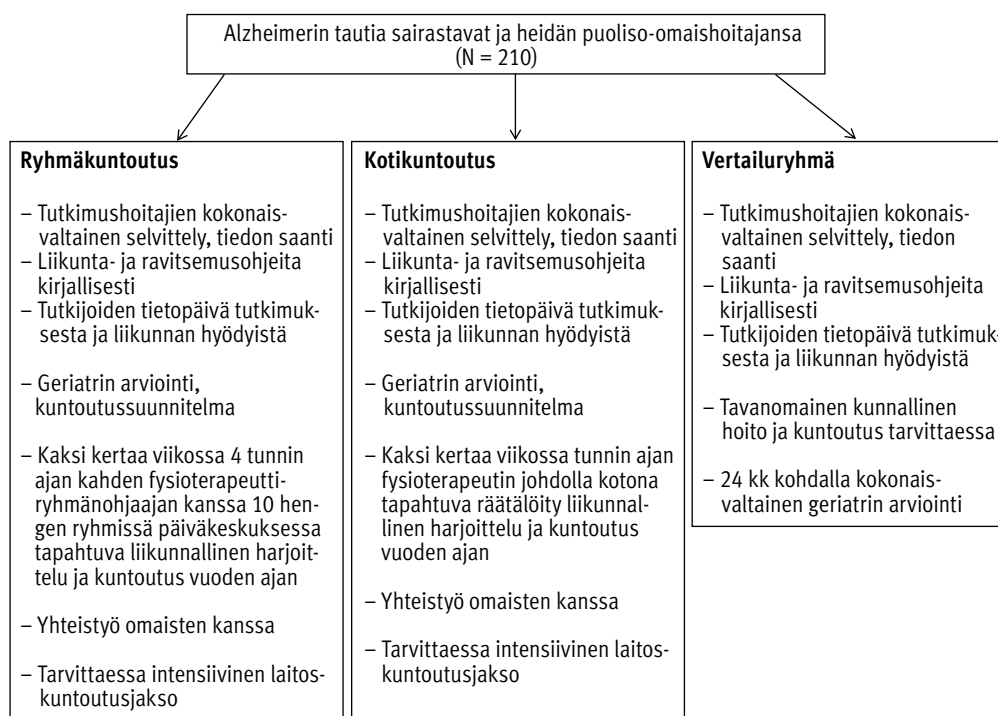 Alzheimerin tautia sairastavat ja heidän puoliso-omaishoitajansa
(N = 210)
Ryhmäkuntoutus
– Tutkimushoitajien kokonais-
valtainen selvittely, tiedon saanti
– Liikunta- ja ravitsemusohjeita
kirjallisesti
– Tutkijoiden tietopäivä tutkimuk-
sesta ja liikunnan hyödyistä
– Geriatrin arviointi,
kuntoutussuunnitelma
– Kaksi kertaa viikossa 4 tunnin
ajan kahden fysioterapeutti-
ryhmänohjaajan kanssa 10 hen-
gen ryhmissä päiväkeskuksessa
tapahtuva liikunnallinen harjoit-
telu ja kuntoutus vuoden ajan
– Yhteistyö omaisten kanssa
– Tarvittaessa intensiivinen laitos-
kuntoutusjakso
Kotikuntoutus
– Tutkimushoitajien kokonais-
valtainen selvittely, tiedon saanti
– Liikunta- ja ravitsemusohjeita
kirjallisesti
– Tutkijoiden tietopäivä tutkimuk-
sesta ja liikunnan hyödyistä
– Geriatrin arviointi,
kuntoutussuunnitelma
– Kaksi kertaa viikossa tunnin ajan
fysioterapeutin johdolla kotona
tapahtuva räätälöity liikunnal-
linen harjoittelu ja kuntoutus
vuoden ajan
– Yhteistyö omaisten kanssa
– Tarvittaessa intensiivinen laitos-
kuntoutusjakso
Vertailuryhmä
– Tutkimushoitajien kokonais-
valtainen selvittely, tiedon
saanti
– Liikunta- ja ravitsemusohjeita
kirjallisesti
– Tutkijoiden tietopäivä tutkimuk-
sesta ja liikunnan hyödyistä
– Tavanomainen kunnallinen
hoito ja kuntoutus tarvittaessa
– 24 kk kohdalla kokonais-
valtainen geriatrin arviointi